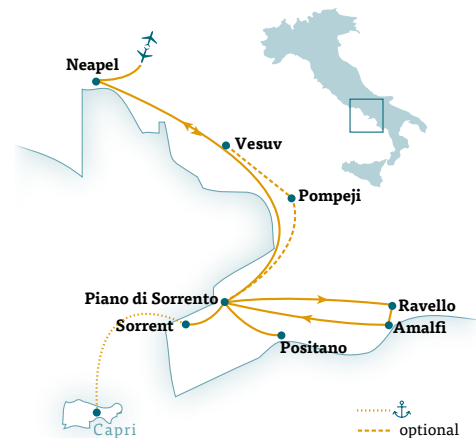 Neapel
Vesuv
Pompeji
Piano di Sorrento
Ravello
Sorrent
Amalfi
Positano
Capri
optional